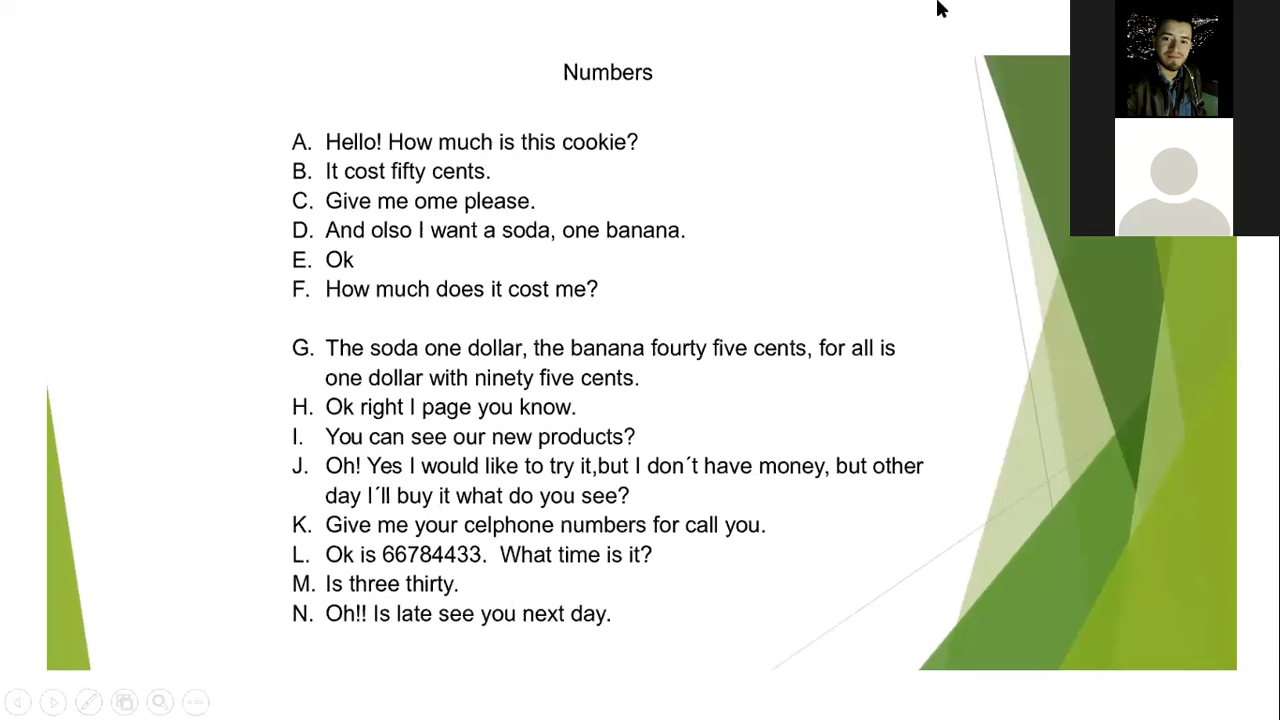 Numbers
A. Hello! How much is this cookie?
B. It cost fifty cents.
C. Give me ome please.
D. And olso I want a soda, one banana.
E. Ok
F. How much does it cost me?
G. The soda one dollar, the banana fourty five cents, for all is
one dollar with ninety five cents.
H. Ok right I page you know.
I. You can see our new products?
J. Oh! Yes I would like to try it,but I don´t have money, but other
day I´ll buy it what do you see?
K. Give me your celphone numbers for call you.
L. Ok is 66784433. What time is it?
M. Is three thirty.
N. Oh!! Is late see you next day.